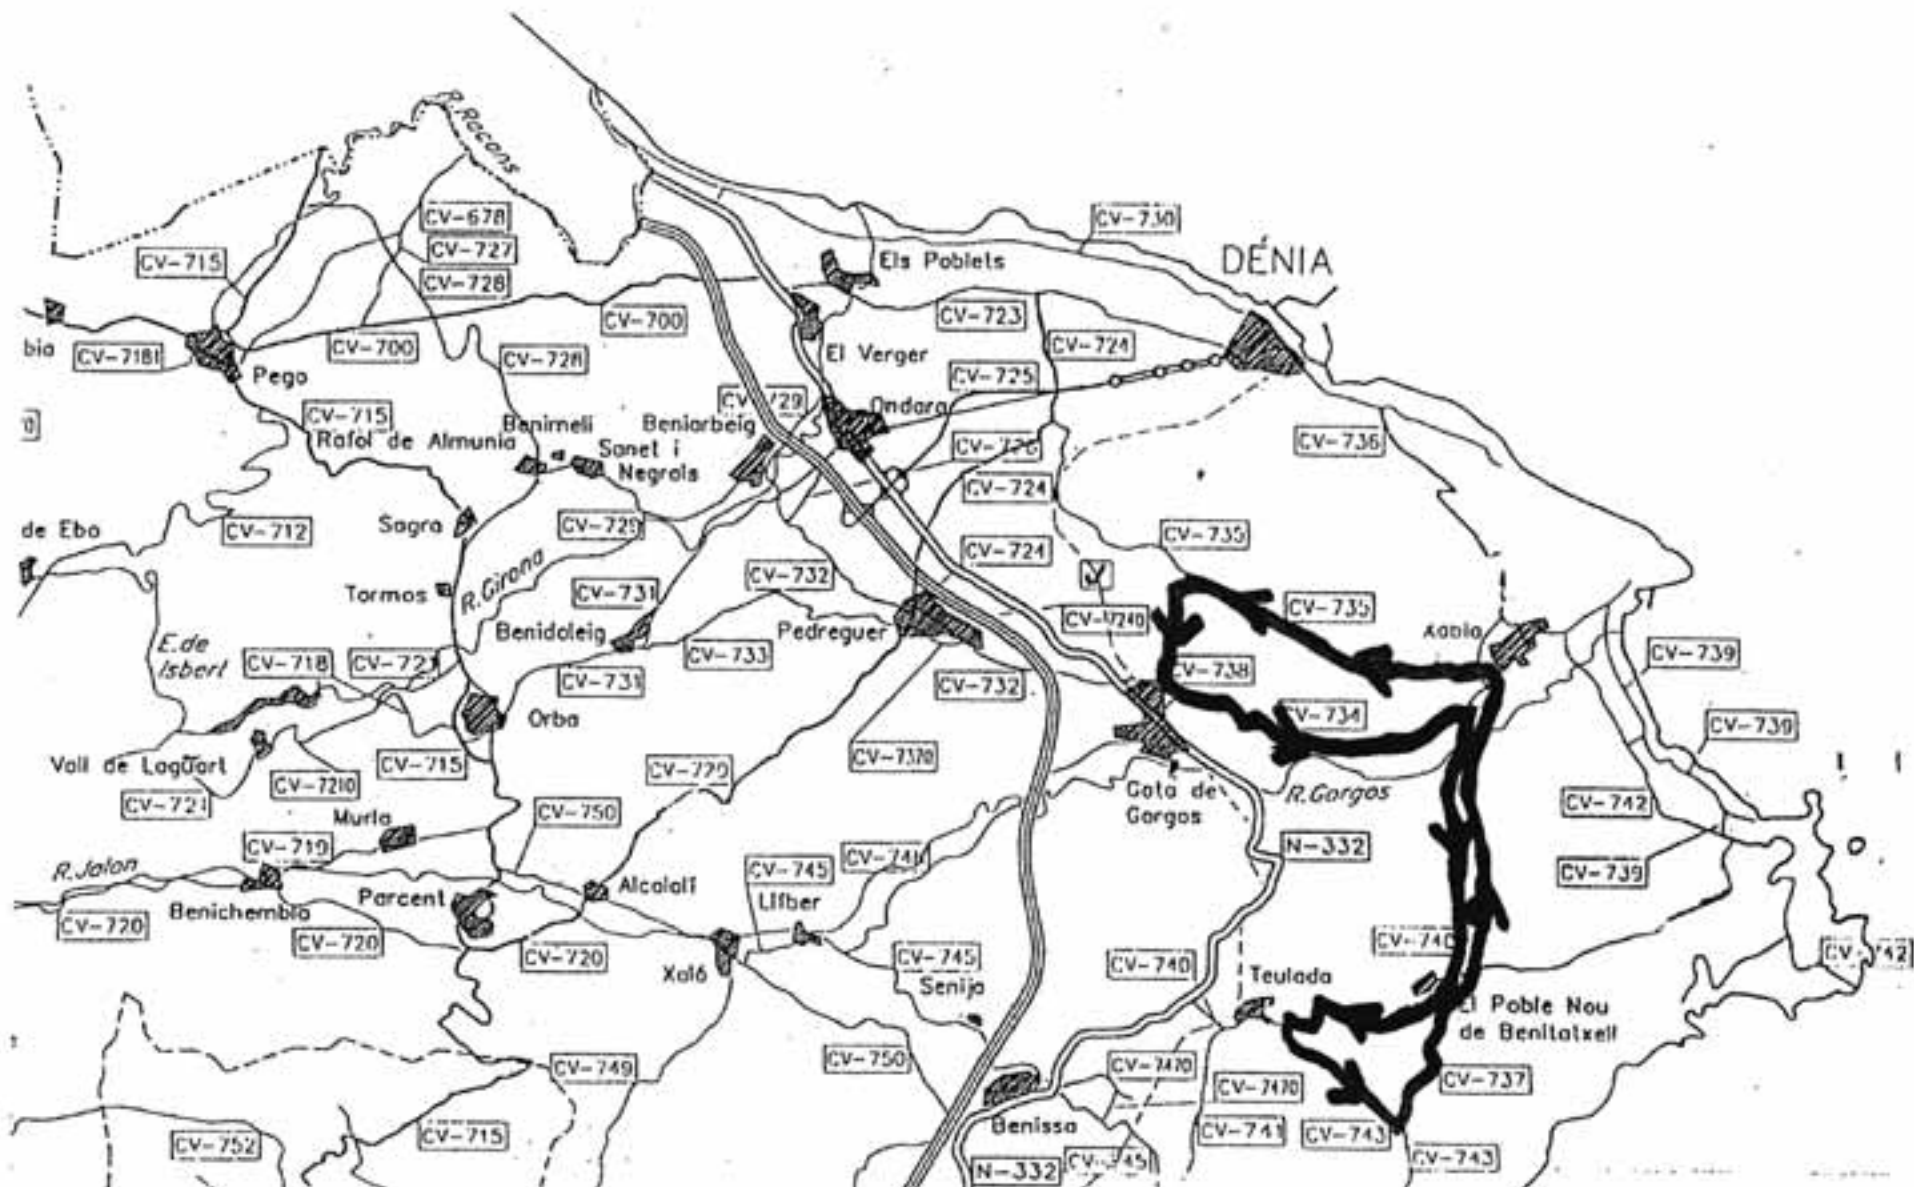 Racons
CV-678
CV-730
CV-727
CV-715
CV-728
Els Poblets
DÉNIA
CV-700
CV-723
bia
CV-7181
CV-700
CV-728
El Verger
CV-724
Pego
CV-725
CV-729
Ondara
CV-715
Benimeli
Beniarbeig
CV-736
Rafol de Almunia
Sanet i
Negrals
CV-726
CV-724
de Ebo
CV-712
Sagra
CV-729
CV-735
CV-724
R. Girona
CV-732
Tormos
CV-731
CV-735
CV-7240
Benidoleig
Pedreguer
Xabia
E. de
Isbert
CV-718
CV-721
CV-733
CV-738
CV-739
CV-731
CV-732
Orba
CV-734
CV-739
Vall de Laguart
CV-715
CV-720
CV-7370
CV-721
CV-7210
Gata de
Gorgos
R. Gorgos
CV-742
Murla
CV-750
CV-719
N-332
R. Jalon
CV-745
Llíber
CV-739
Parcent
Alcalalí
Benichembla
CV-720
CV-720
CV-720
Xaló
CV-745
Senija
CV-740
CV-740
Teulada
El Poble Nou
de Benitatxell
CV-749
CV-750
CV-7470
CV-7470
CV-737
Benissa
CV-752
CV-715
CV-741
CV-743
CV-743
N-332